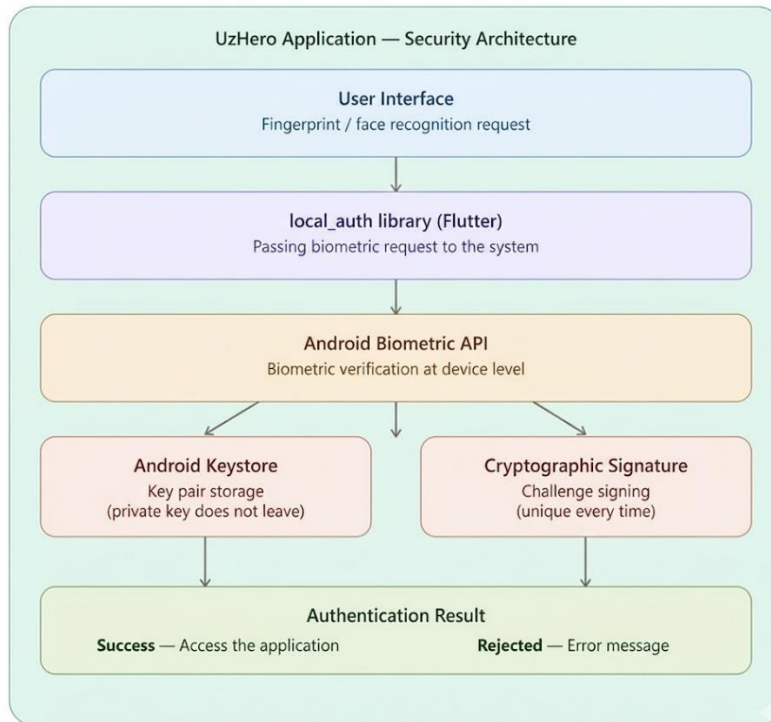 UzHero Application — Security Architecture
User Interface
Fingerprint / face recognition request
local_auth library (Flutter)
Passing biometric request to the system
Android Biometric API
Biometric verification at device level
Android Keystore
Key pair storage
(private key does not leave)
Cryptographic Signature
Challenge signing
(unique every time)
Authentication Result
Success — Access the application
Rejected — Error message